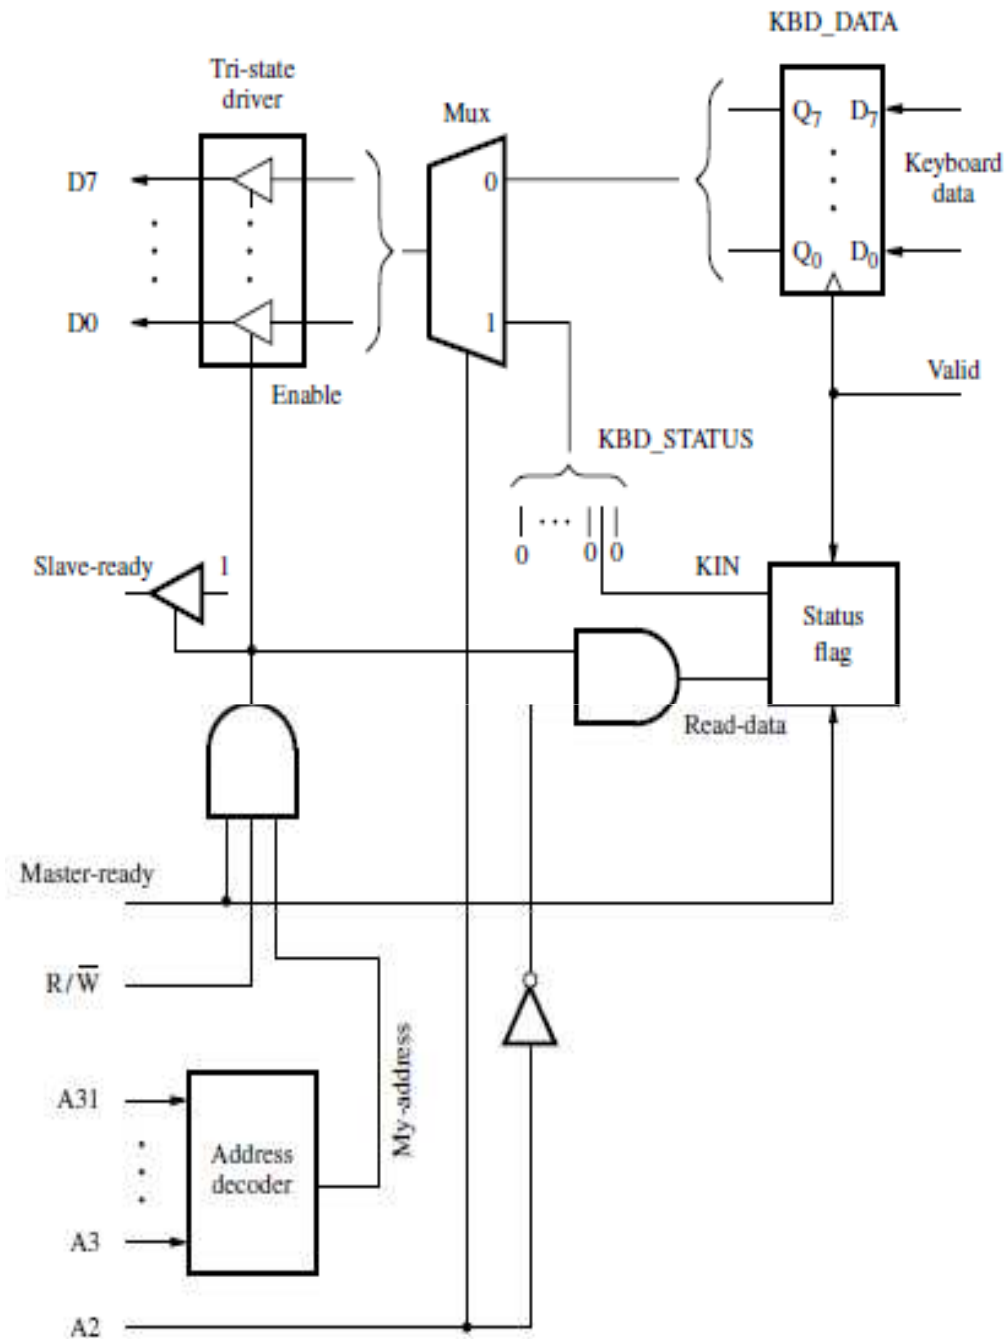 KBD_DATA
Tri-state
driver
Mux
Q7 D7
D7
0
Keyboard
data
Q0 D0
D0
1
Enable
Valid
KBD_STATUS
0 0 0
Slave-ready
1
KIN
Status
flag
Read-data
Master-ready
R/W̅
My-address
A31
Address
decoder
A3
A2